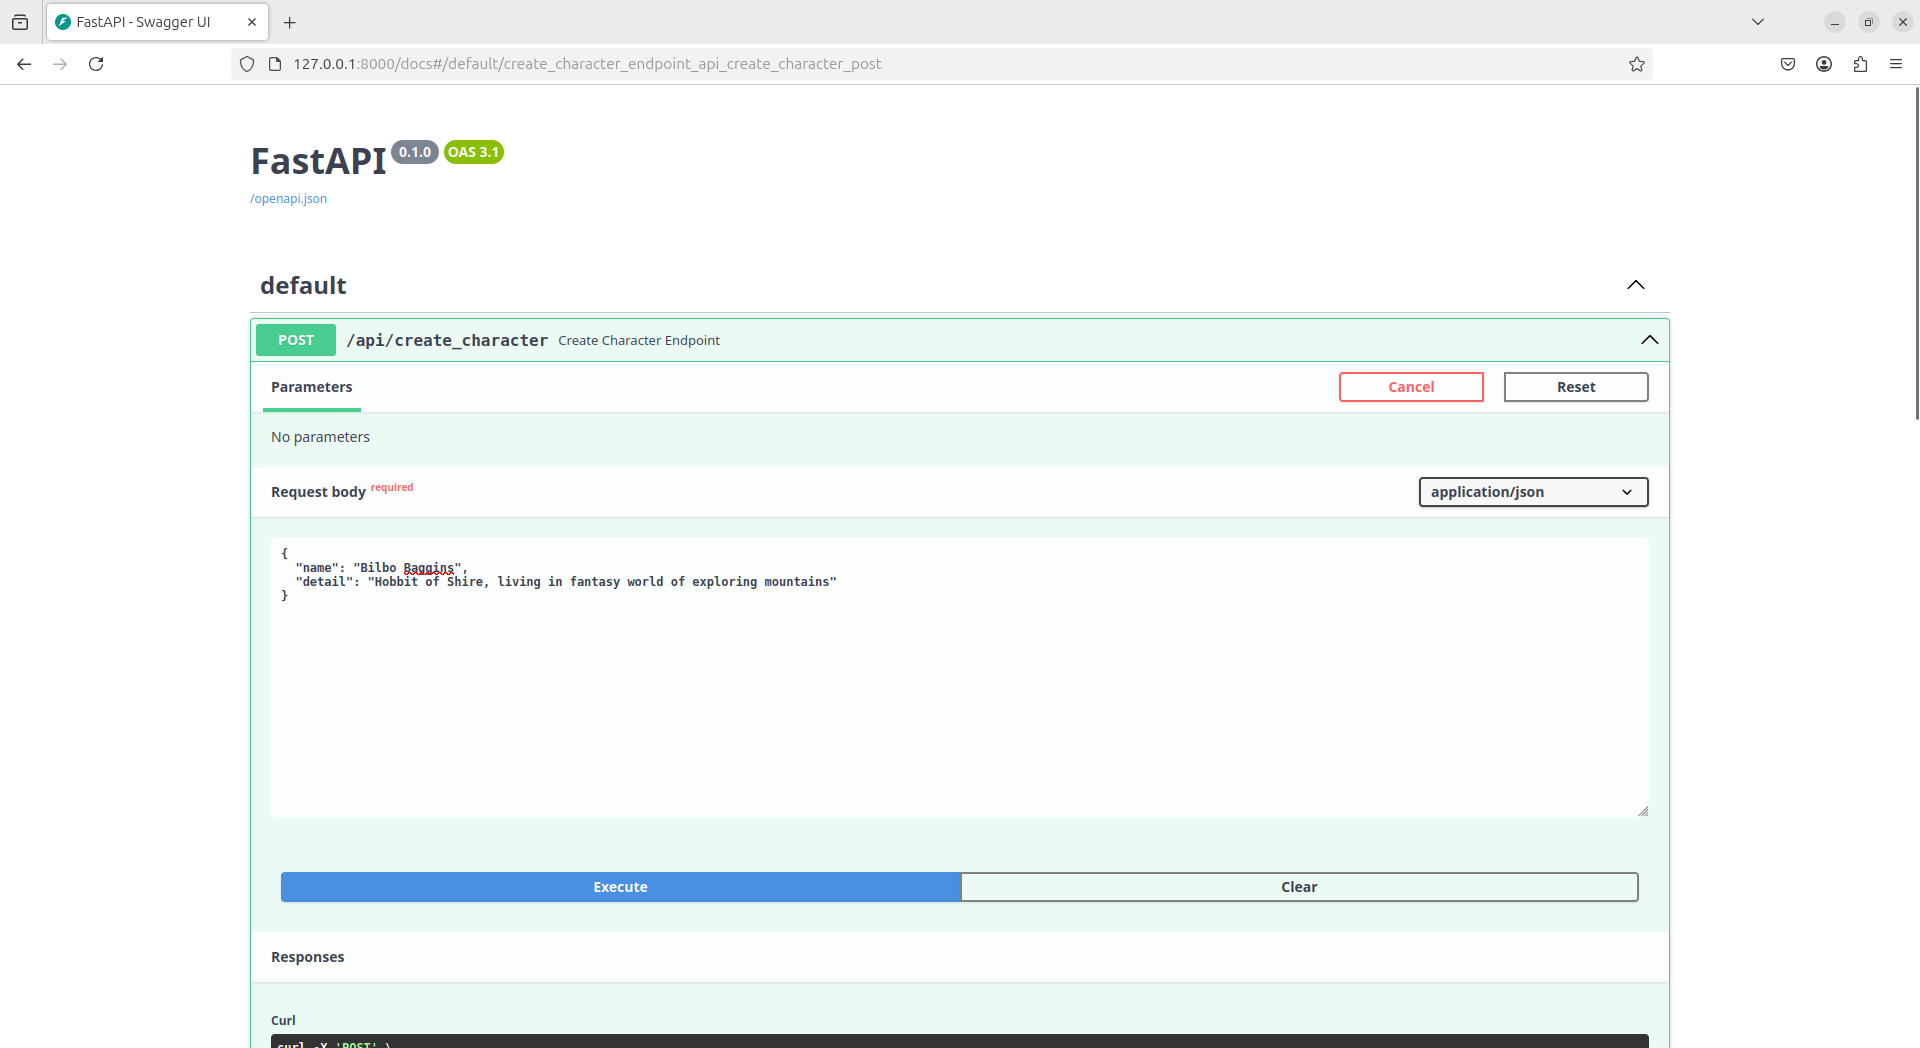 FastAPI - Swagger UI
127.0.0.1:8000/docs#/default/create_character_endpoint_api_create_character_post
FastAPI 0.1.0 OAS 3.1
/openapi.json
default
POST /api/create_character Create Character Endpoint
Parameters Cancel Reset
No parameters
Request body required application/json
{
"name": "Bilbo Baggins",
"detail": "Hobbit of Shire, living in fantasy world of exploring mountains"
}
Execute Clear
Responses
Curl
curl -X 'POST' \